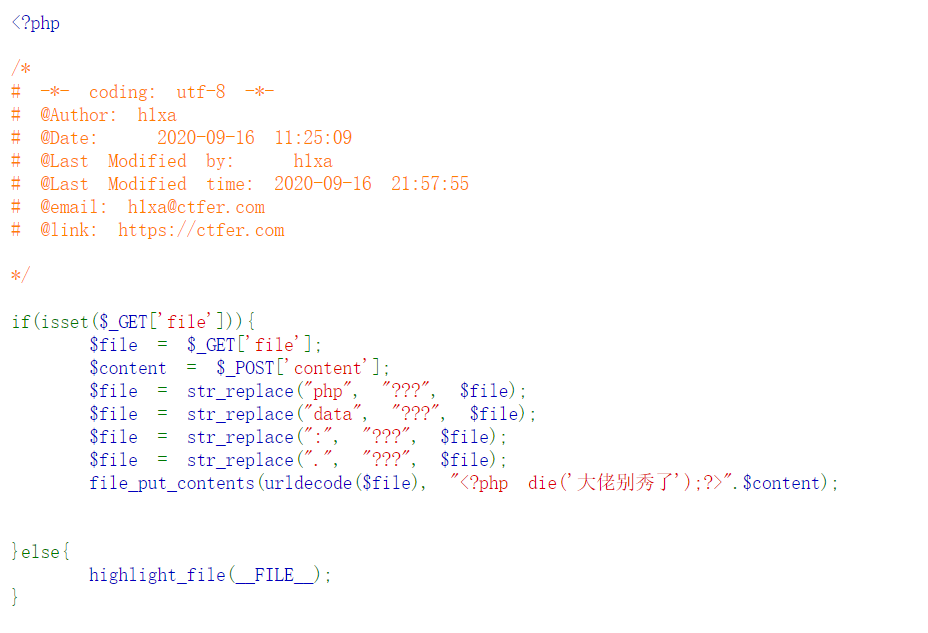 <?php
/*
# -*- coding: utf-8 -*-
# @Author: h1xa
# @Date:   2020-09-16 11:25:09
# @Last Modified by:   h1xa
# @Last Modified time: 2020-09-16 21:57:55
# @email: h1xa@ctfer.com
# @link: https://ctfer.com
*/
if(isset($_GET['file'])){
    $file = $_GET['file'];
    $content = $_POST['content'];
    $file = str_replace("php", "???", $file);
    $file = str_replace("data", "???", $file);
    $file = str_replace(":", "???", $file);
    $file = str_replace(".", "???", $file);
    file_put_contents(urldecode($file), "<?php die('大佬别秀了');?>".$content);
}else{
    highlight_file(__FILE__);
}